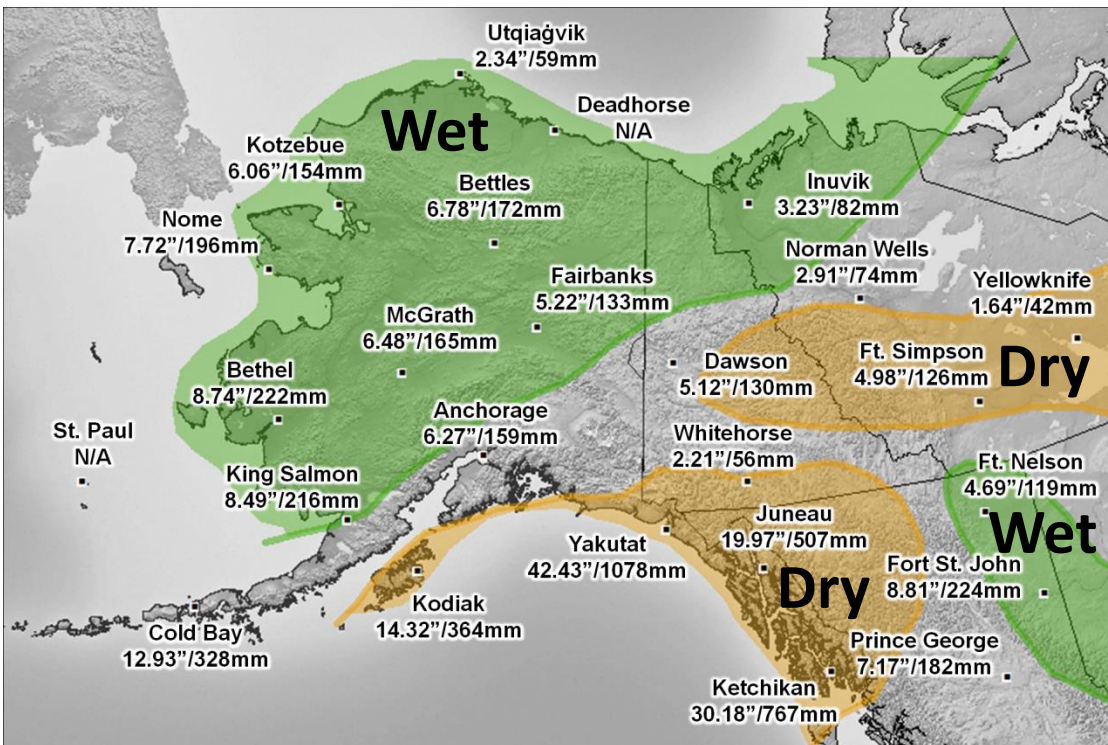 Utqiaġvik
2.34”/59mm
Deadhorse
N/A
Wet
Kotzebue
6.06”/154mm
Bettles
6.78”/172mm
Inuvik
3.23”/82mm
Nome
7.72”/196mm
Norman Wells
2.91”/74mm
Fairbanks
5.22”/133mm
Yellowknife
1.64”/42mm
McGrath
6.48”/165mm
Ft. Simpson
4.98”/126mm
Dry
Dawson
5.12”/130mm
Bethel
8.74”/222mm
Anchorage
6.27”/159mm
St. Paul
N/A
Whitehorse
2.21”/56mm
King Salmon
8.49”/216mm
Ft. Nelson
4.69”/119mm
Wet
Juneau
19.97”/507mm
Yakutat
42.43”/1078mm
Dry
Fort St. John
8.81”/224mm
Kodiak
14.32”/364mm
Cold Bay
12.93”/328mm
Prince George
7.17”/182mm
Ketchikan
30.18”/767mm